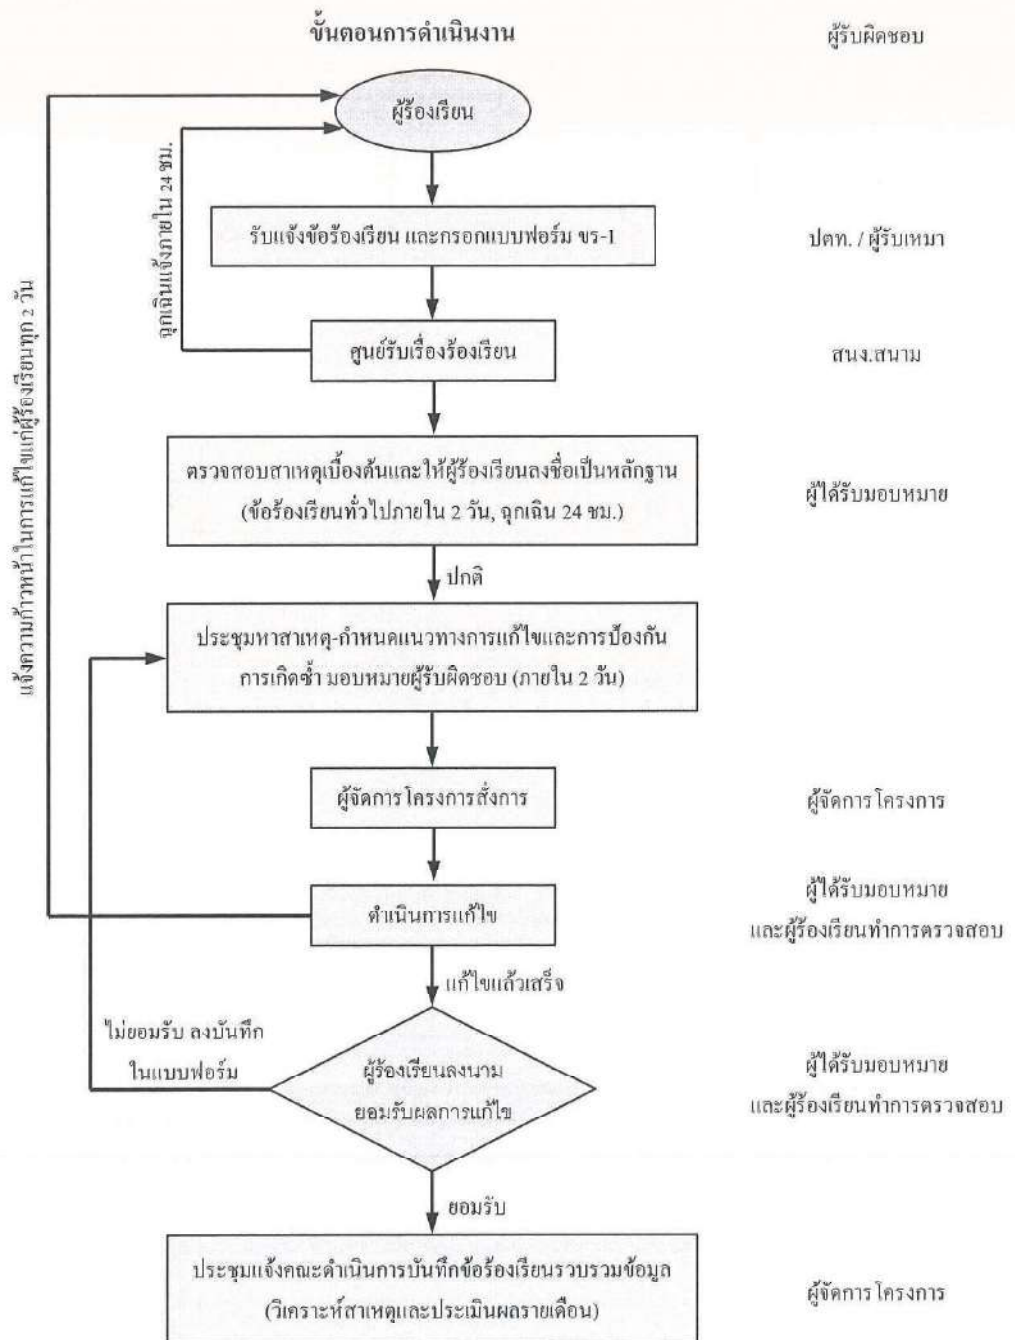 ขั้นตอนการดำเนินงาน
ผู้รับผิดชอบ
ผู้ร้องเรียน
แจ้งความก้าวหน้าในการแก้ไขแก่ผู้ร้องเรียนทุก 2 วัน
ฉุกเฉินแจ้งภายใน 24 ชม.
รับแจ้งข้อร้องเรียน และกรอกแบบฟอร์ม ขร-1
ปตท. / ผู้รับเหมา
ศูนย์รับเรื่องร้องเรียน
สนง.สนาม
ตรวจสอบสาเหตุเบื้องต้นและให้ผู้ร้องเรียนลงชื่อเป็นหลักฐาน
(ข้อร้องเรียนทั่วไปภายใน 2 วัน, ฉุกเฉิน 24 ชม.)
ผู้ได้รับมอบหมาย
ปกติ
ประชุมหาสาเหตุ-กำหนดแนวทางการแก้ไขและการป้องกัน
การเกิดซ้ำ มอบหมายผู้รับผิดชอบ (ภายใน 2 วัน)
ผู้จัดการโครงการสั่งการ
ผู้จัดการโครงการ
ดำเนินการแก้ไข
ผู้ได้รับมอบหมาย
และผู้ร้องเรียนทำการตรวจสอบ
แก้ไขแล้วเสร็จ
ไม่ยอมรับ ลงบันทึก
ในแบบฟอร์ม
ผู้ร้องเรียนลงนาม
ยอมรับผลการแก้ไข
ผู้ได้รับมอบหมาย
และผู้ร้องเรียนทำการตรวจสอบ
ยอมรับ
ประชุมแจ้งคณะดำเนินการบันทึกข้อร้องเรียนรวบรวมข้อมูล
(วิเคราะห์สาเหตุและประเมินผลรายเดือน)
ผู้จัดการโครงการ